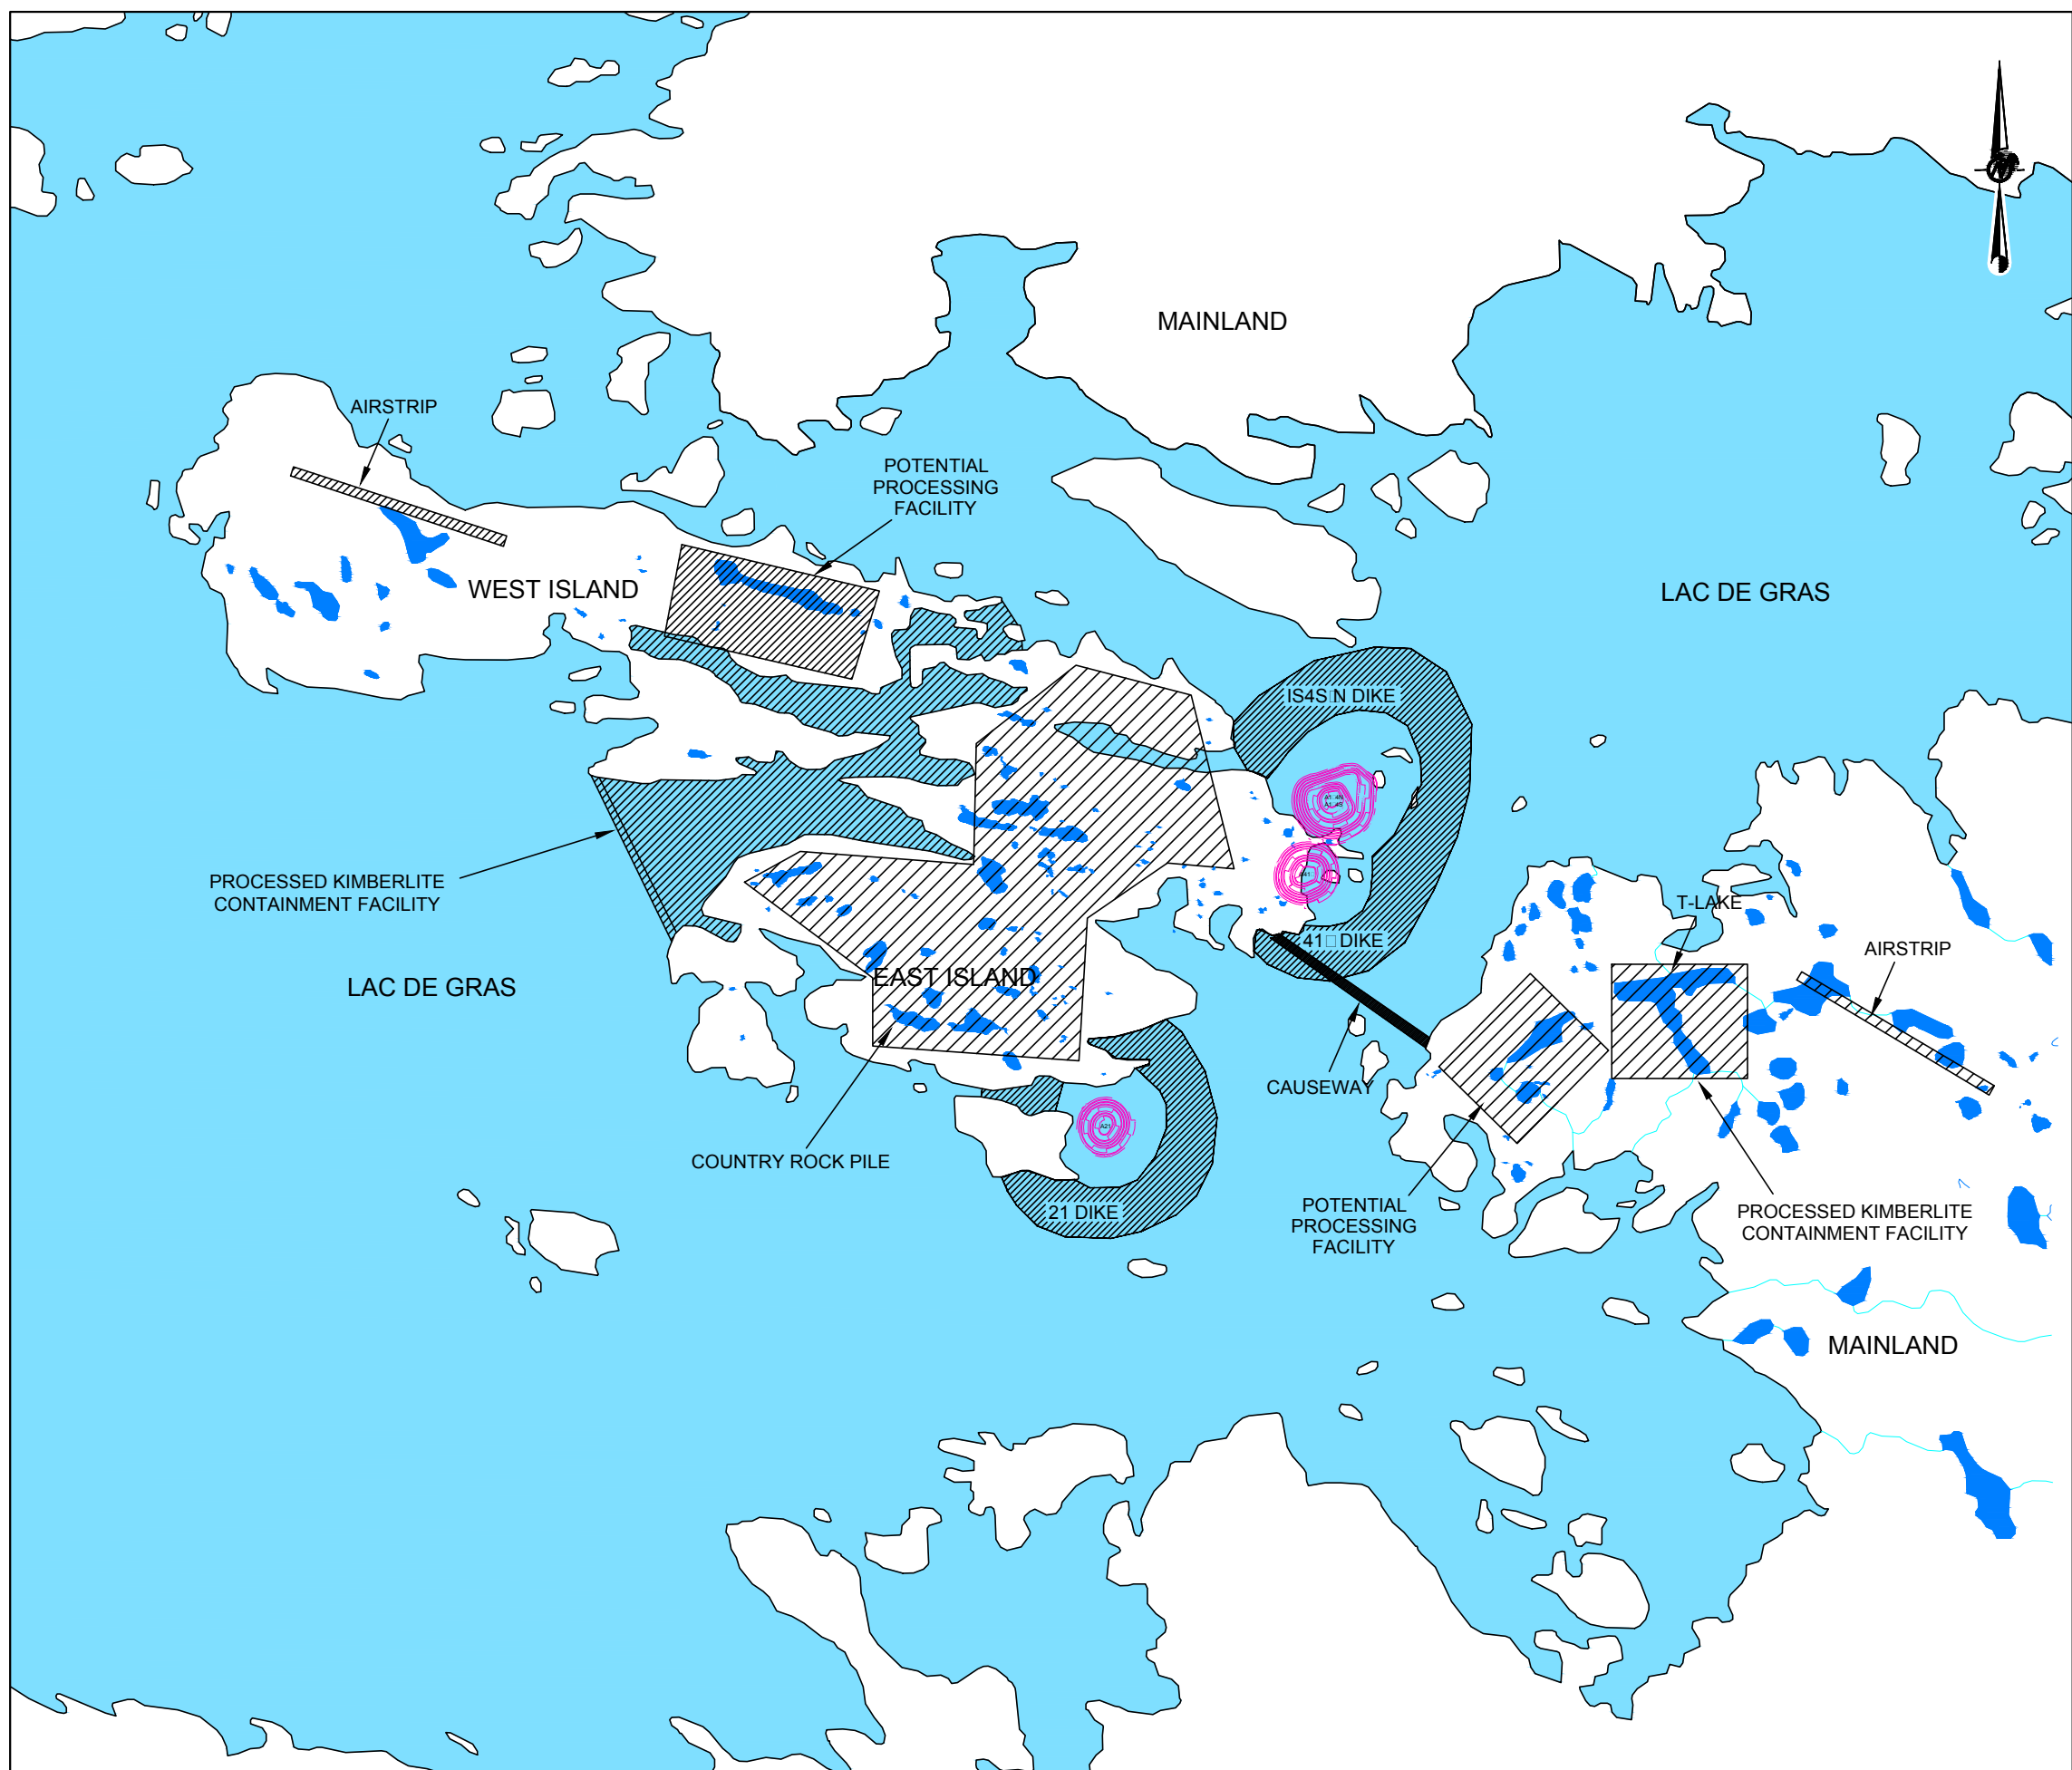 MAINLAND
AIRSTRIP
POTENTIAL
PROCESSING
FACILITY
WEST ISLAND
LAC DE GRAS
DIKE
PROCESSED KIMBERLITE
CONTAINMENT FACILITY
T-LAKE
DIKE
AIRSTRIP
EAST ISLAND
LAC DE GRAS
CAUSEWAY
A21
COUNTRY ROCK PILE
21 DIKE
POTENTIAL
PROCESSING
FACILITY
PROCESSED KIMBERLITE
CONTAINMENT FACILITY
MAINLAND